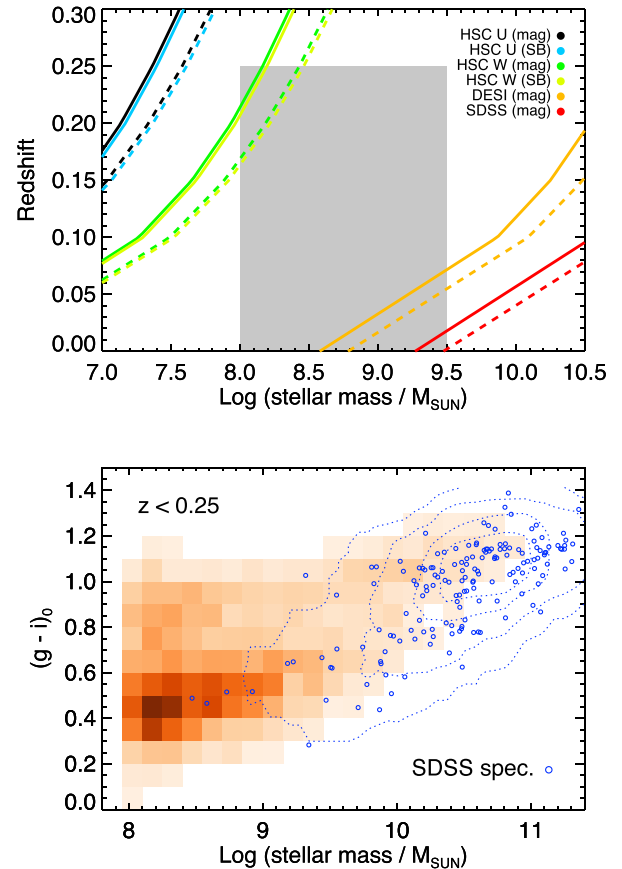 0.30
0.25
0.20
0.15
0.10
0.05
0.00
Redshift
HSC U (mag)
HSC U (SB)
HSC W (mag)
HSC W (SB)
DESI (mag)
SDSS (mag)
7.0 7.5 8.0 8.5 9.0 9.5 10.0 10.5
Log (stellar mass / M_SUN)
1.4
1.2
1.0
0.8
0.6
0.4
0.2
0.0
(g - i)_0
z < 0.25
SDSS spec.
8 9 10 11
Log (stellar mass / M_SUN)